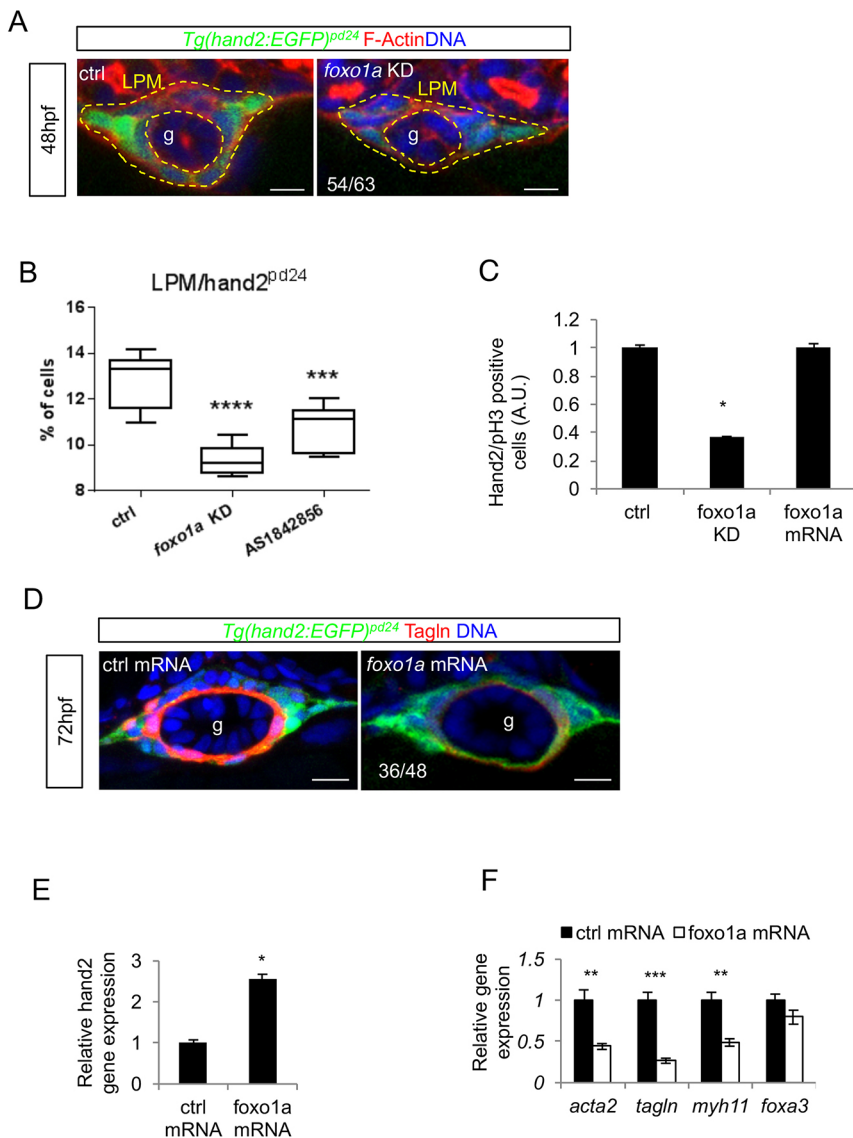 A
Tg(hand2:EGFP)pd24 F-ActinDNA
48hpf
ctrl
LPM
g
foxo1a KD
LPM
g
54/63
B
LPM/hand2pd24
% of cells
16
14
12
10
8
****
***
ctrl
foxo1a KD
AS1842856
C
Hand2/pH3 positive
cells (A.U.)
1.2
1
0.8
0.6
0.4
0.2
0
*
ctrl
foxo1a
KD
foxo1a
mRNA
D
Tg(hand2:EGFP)pd24 Tagln DNA
72hpf
ctrl mRNA
g
foxo1a mRNA
g
36/48
E
Relative hand2
gene expression
3
2
1
0
*
ctrl
mRNA
foxo1a
mRNA
F
ctrl mRNA foxo1a mRNA
Relative gene
expression
1.5
1
0.5
0
**
***
**
acta2 tagln myh11 foxa3